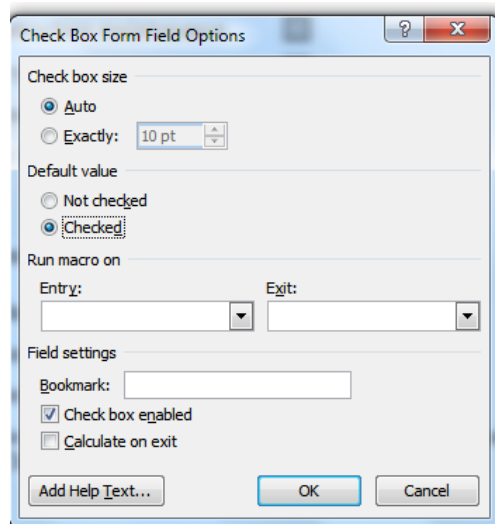 Check Box Form Field Options
Check box size
Auto
Exactly: 10 pt
Default value
Not checked
Checked
Run macro on
Entry: Exit:
Field settings
Bookmark:
Check box enabled
Calculate on exit
Add Help Text... OK Cancel